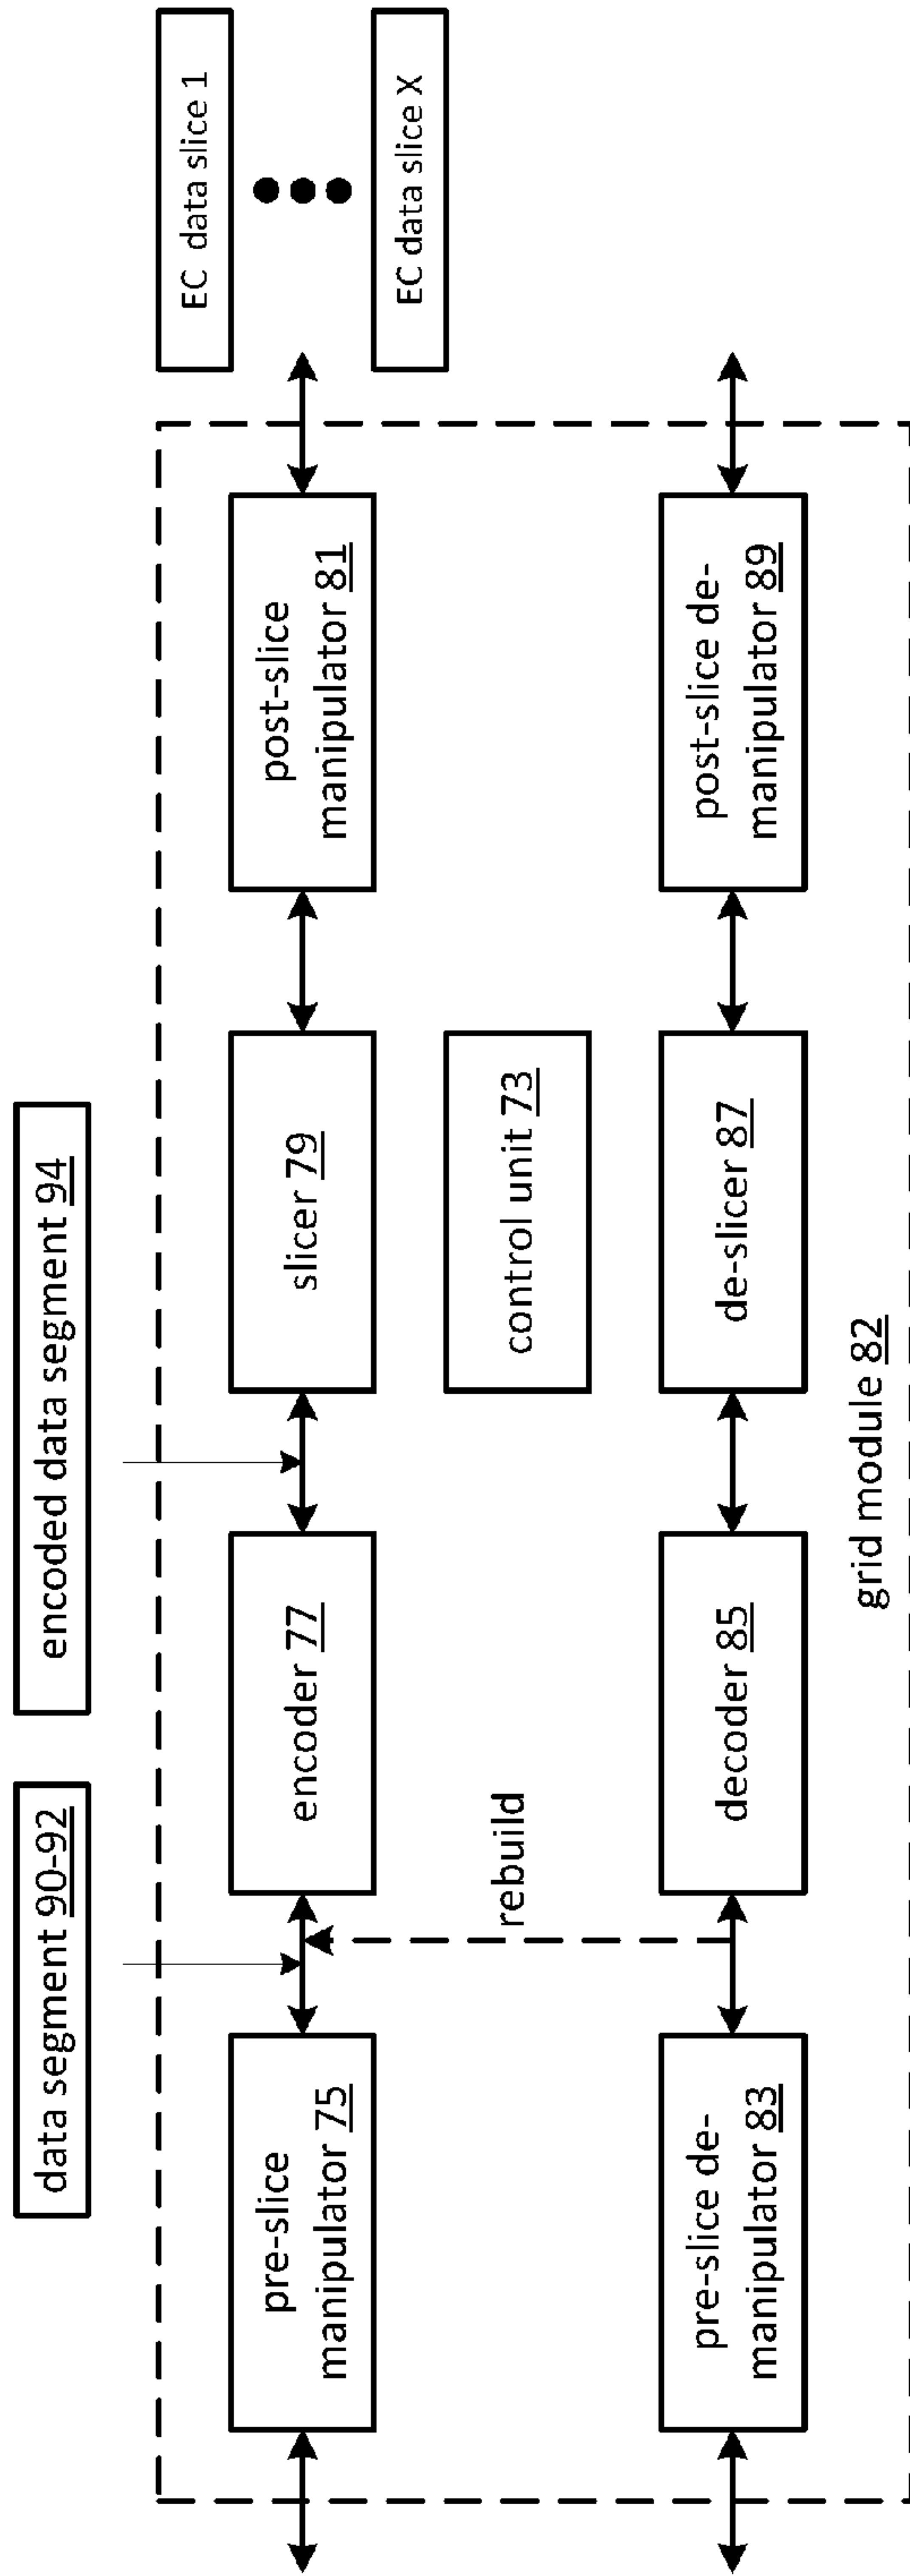 data segment 90-92
encoded data segment 94
EC data slice 1
EC data slice X
pre-slice
manipulator 75
encoder 77
slicer 79
post-slice
manipulator 81
rebuild
control unit 73
pre-slice de-
manipulator 83
decoder 85
de-slicer 87
post-slice de-
manipulator 89
grid module 82